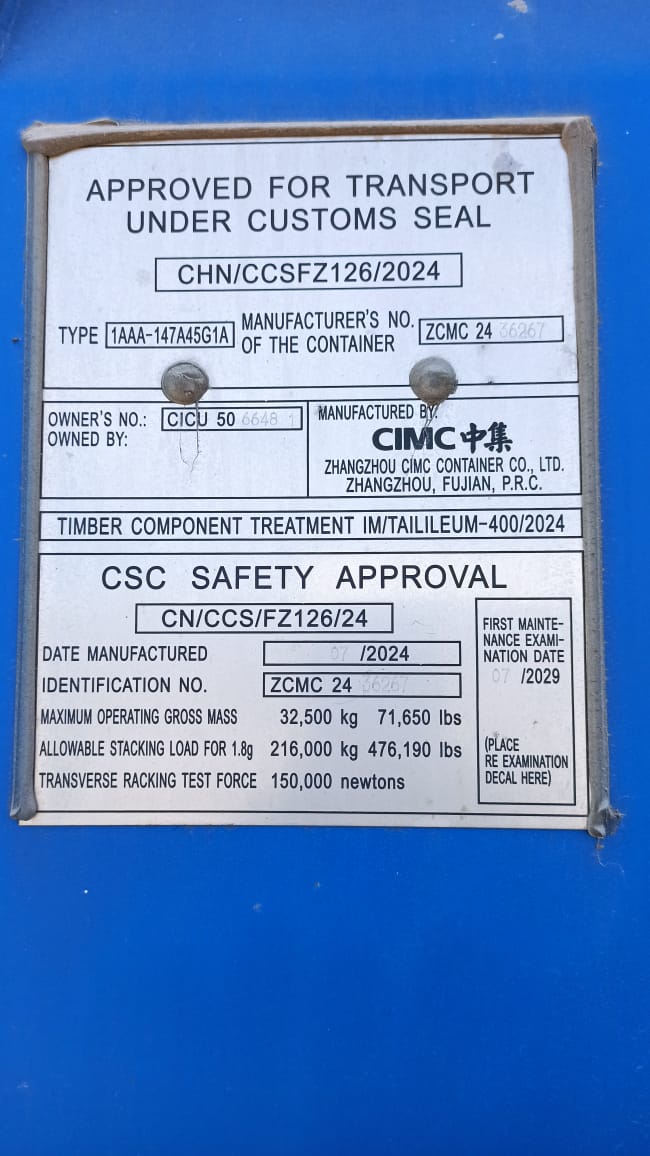 APPROVED FOR TRANSPORT
UNDER CUSTOMS SEAL
CHN/CCSFZ126/2024
TYPE 1AAA-147A45G1A MANUFACTURER'S NO. OF THE CONTAINER ZCMC 24 36267
OWNER'S NO.: CICU 50 6648 1
OWNED BY:
MANUFACTURED BY:
CIMC 中集
ZHANGZHOU CIMC CONTAINER CO., LTD.
ZHANGZHOU, FUJIAN, P.R.C.
TIMBER COMPONENT TREATMENT IM/TAILILEUM-400/2024
CSC SAFETY APPROVAL
CN/CCS/FZ126/24
DATE MANUFACTURED 07 /2024
IDENTIFICATION NO. ZCMC 24 36267
MAXIMUM OPERATING GROSS MASS 32,500 kg 71,650 lbs
ALLOWABLE STACKING LOAD FOR 1.8g 216,000 kg 476,190 lbs
TRANSVERSE RACKING TEST FORCE 150,000 newtons
FIRST MAINTE-
NANCE EXAMI-
NATION DATE
07 /2029
(PLACE
RE EXAMINATION
DECAL HERE)